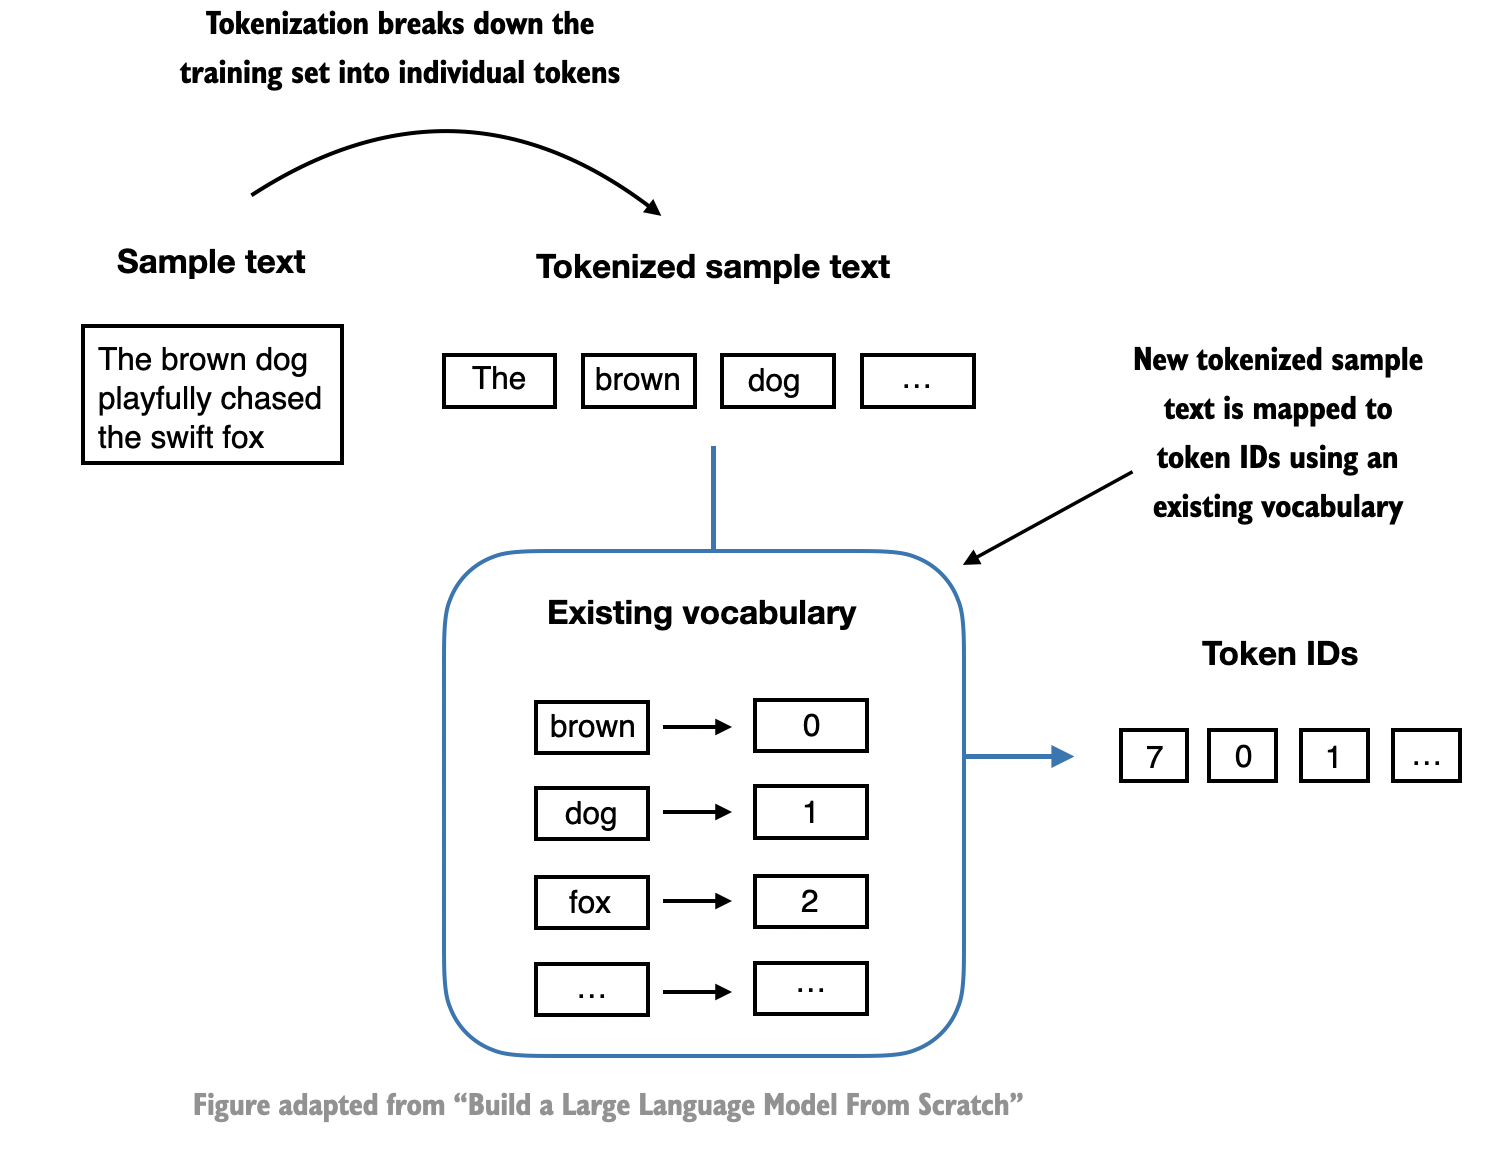 Tokenization breaks down the
training set into individual tokens
Sample text
The brown dog
playfully chased
the swift fox
Tokenized sample text
The
brown
dog
...
New tokenized sample
text is mapped to
token IDs using an
existing vocabulary
Existing vocabulary
brown
0
dog
1
fox
2
...
...
Token IDs
7
0
1
...
Figure adapted from “Build a Large Language Model From Scratch”